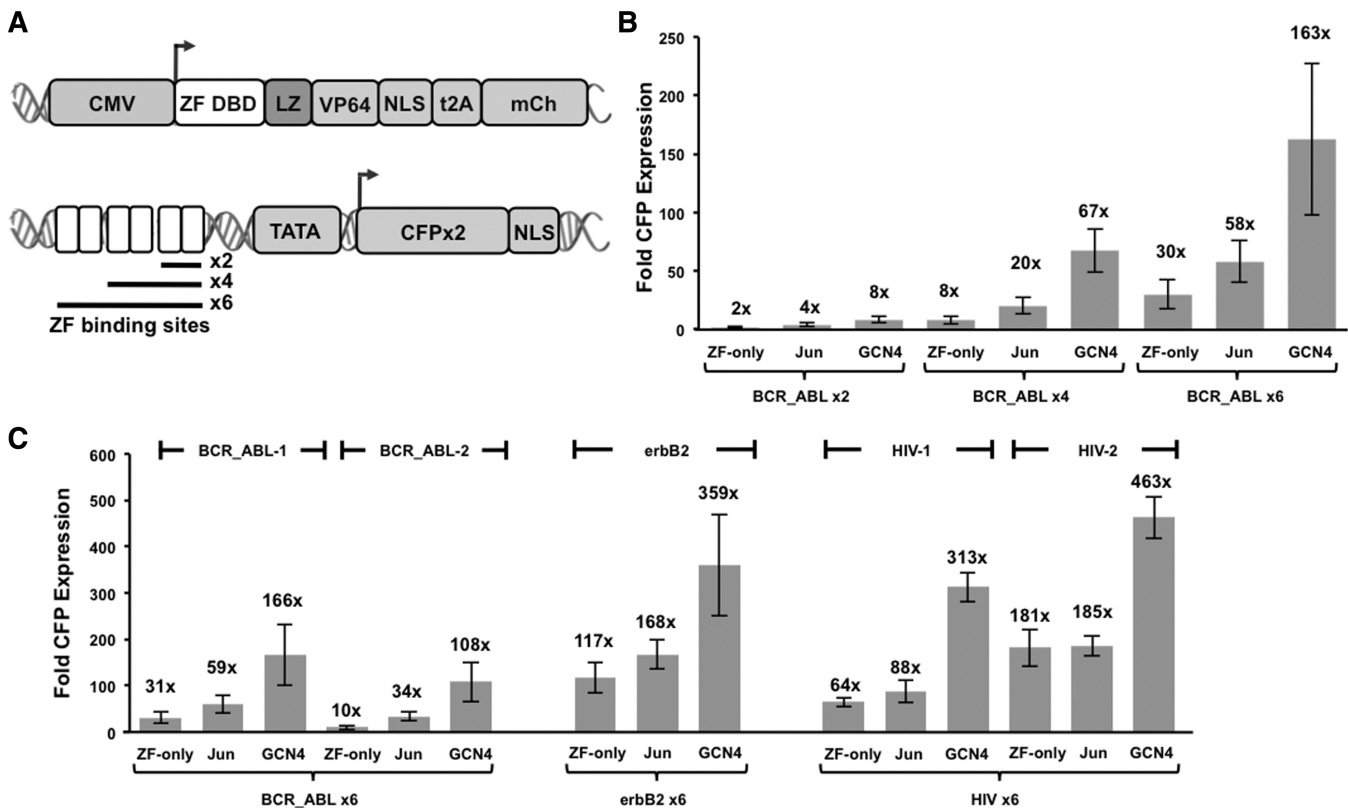 A
CMV ZF DBD LZ VP64 NLS t2A mCh
TATA CFPx2 NLS
x2
x4
x6
ZF binding sites
B
Fold CFP Expression
250
200
150
100
50
0
2x 4x 8x 8x 20x 67x 30x 58x 163x
ZF-only Jun GCN4 ZF-only Jun GCN4 ZF-only Jun GCN4
BCR_ABL x2 BCR_ABL x4 BCR_ABL x6
C
Fold CFP Expression
600
500
400
300
200
100
0
BCR_ABL-1 BCR_ABL-2 erbB2 HIV-1 HIV-2
31x 59x 166x 10x 34x 108x 117x 168x 359x 64x 88x 313x 181x 185x 463x
ZF-only Jun GCN4 ZF-only Jun GCN4 ZF-only Jun GCN4 ZF-only Jun GCN4 ZF-only Jun GCN4
BCR_ABL x6 erbB2 x6 HIV x6